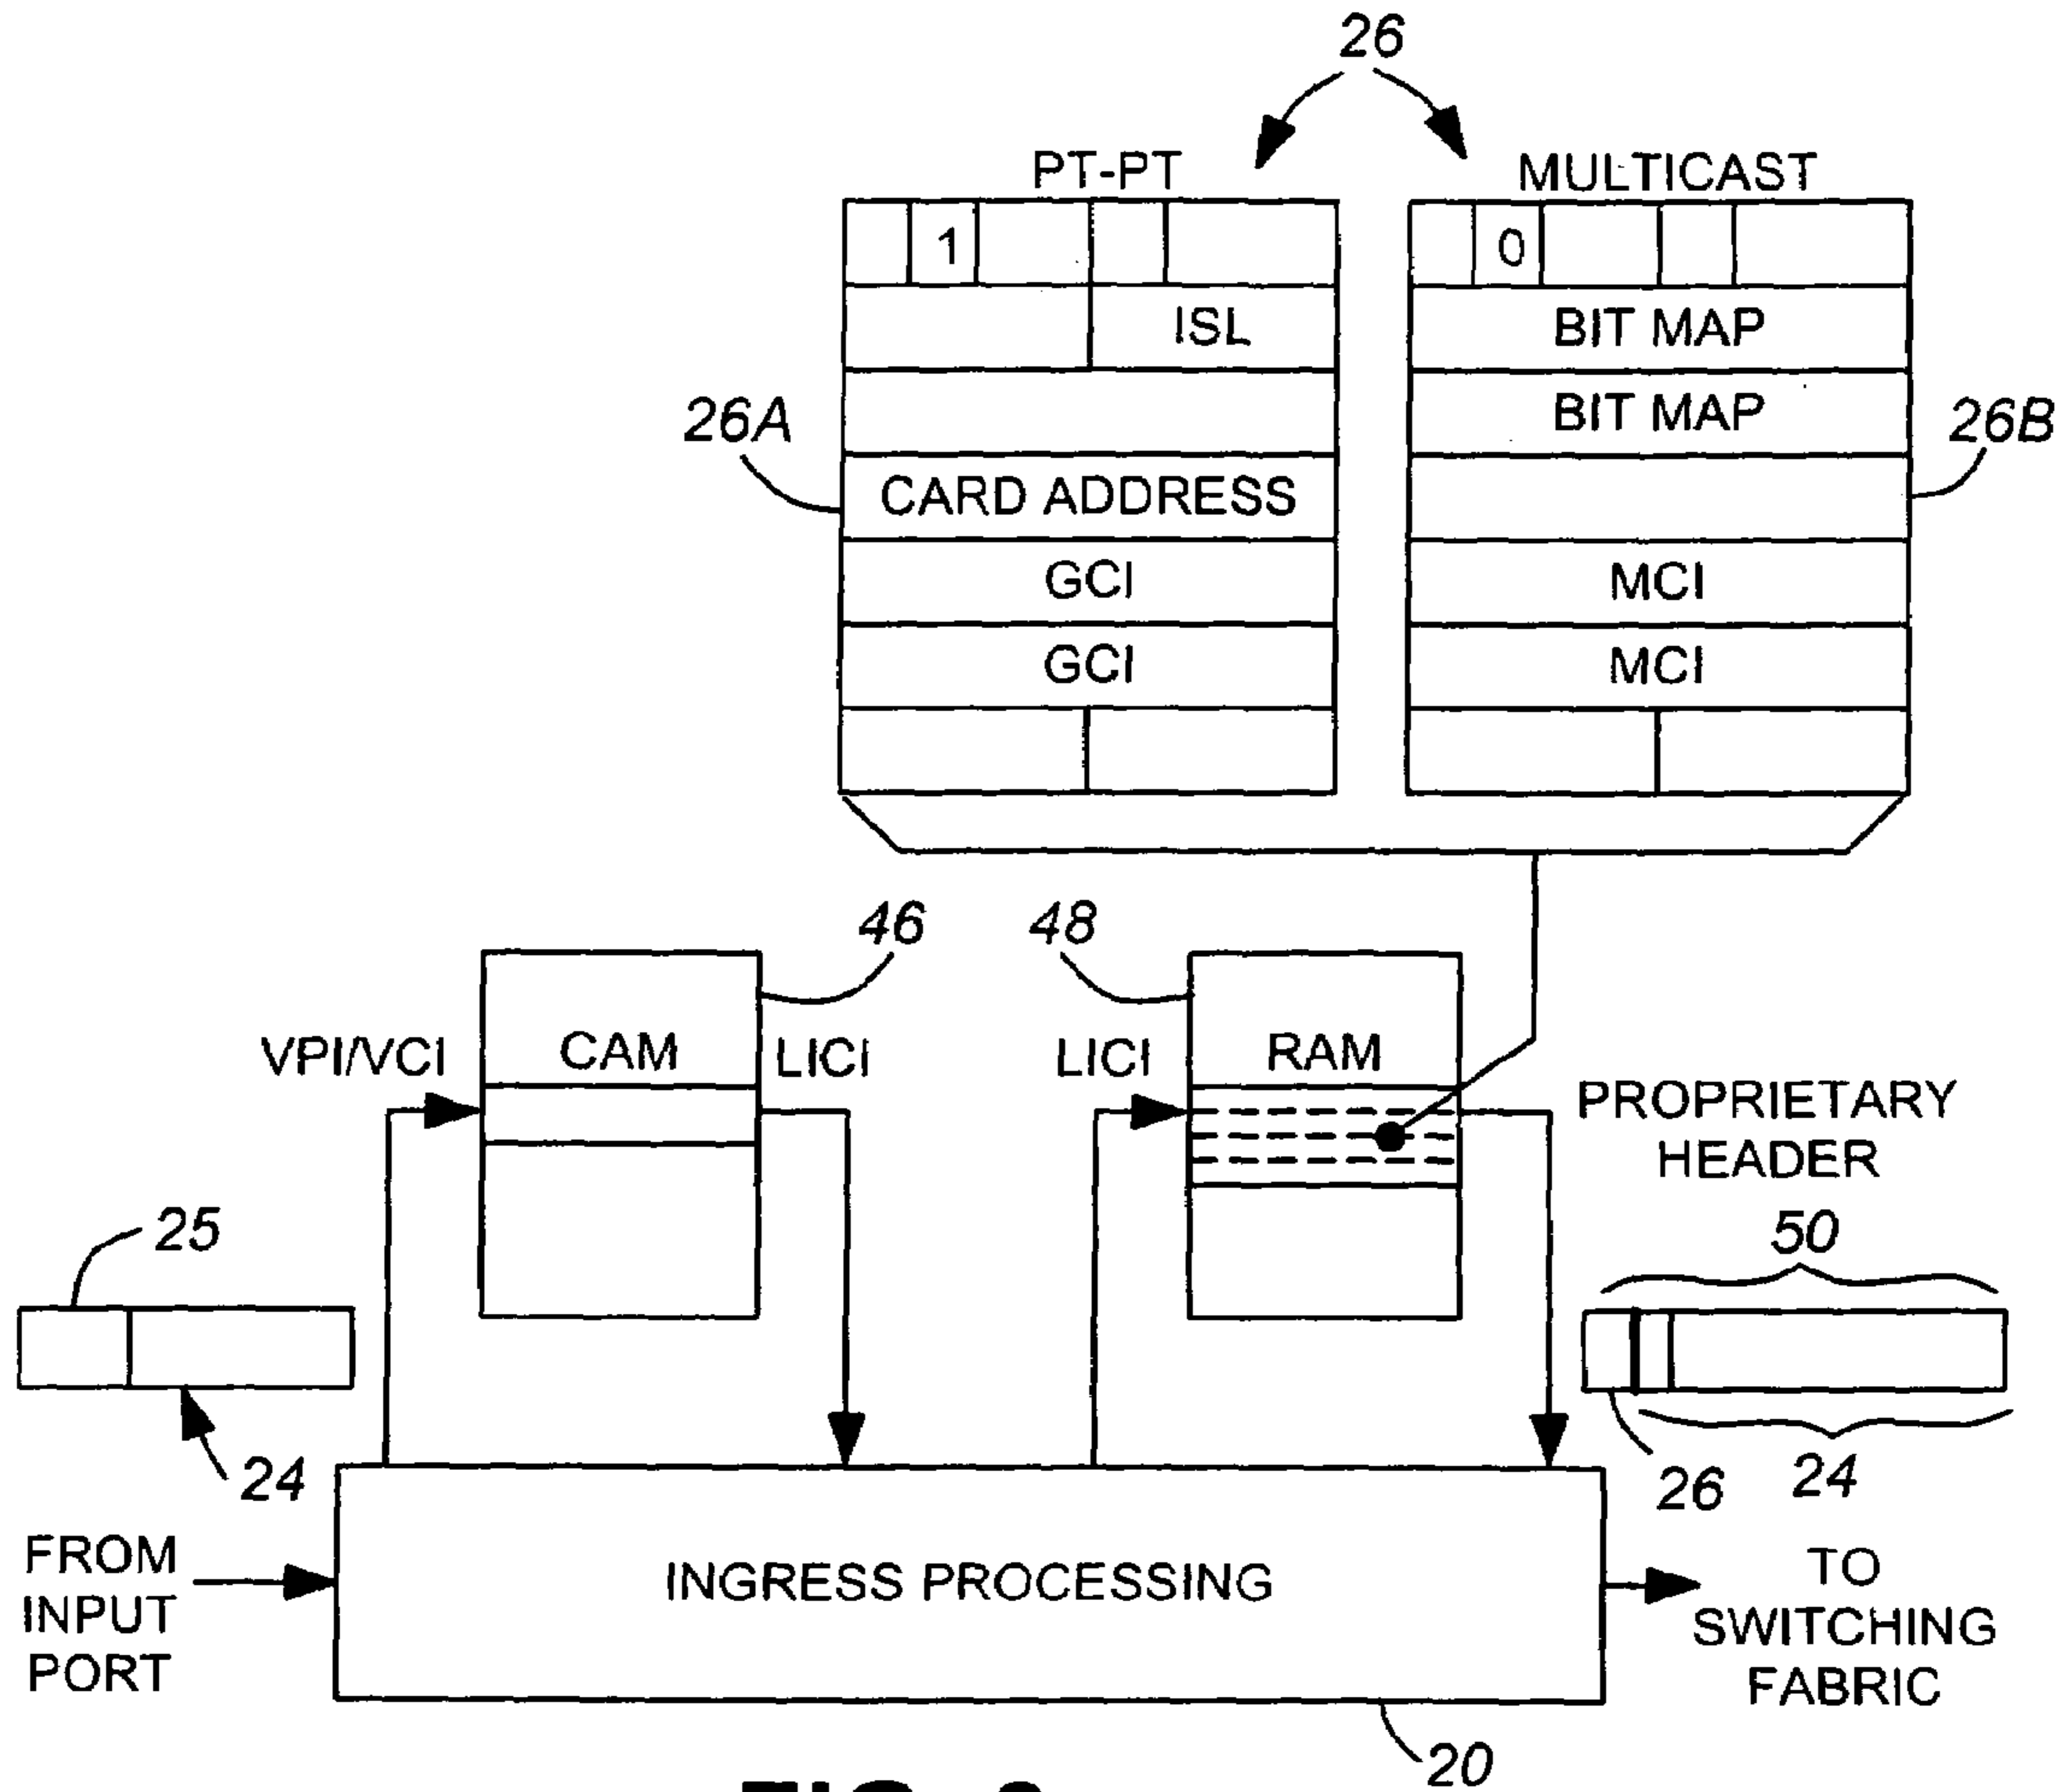 26
PT-PT
MULTICAST
1
0
ISL
BIT MAP
BIT MAP
26A
26B
CARD ADDRESS
GCI
MCI
GCI
MCI
46
48
VPI/VCI
CAM
LICI
LICI
RAM
PROPRIETARY
HEADER
25
50
24
26
24
FROM
INPUT
PORT
INGRESS PROCESSING
TO
SWITCHING
FABRIC
20